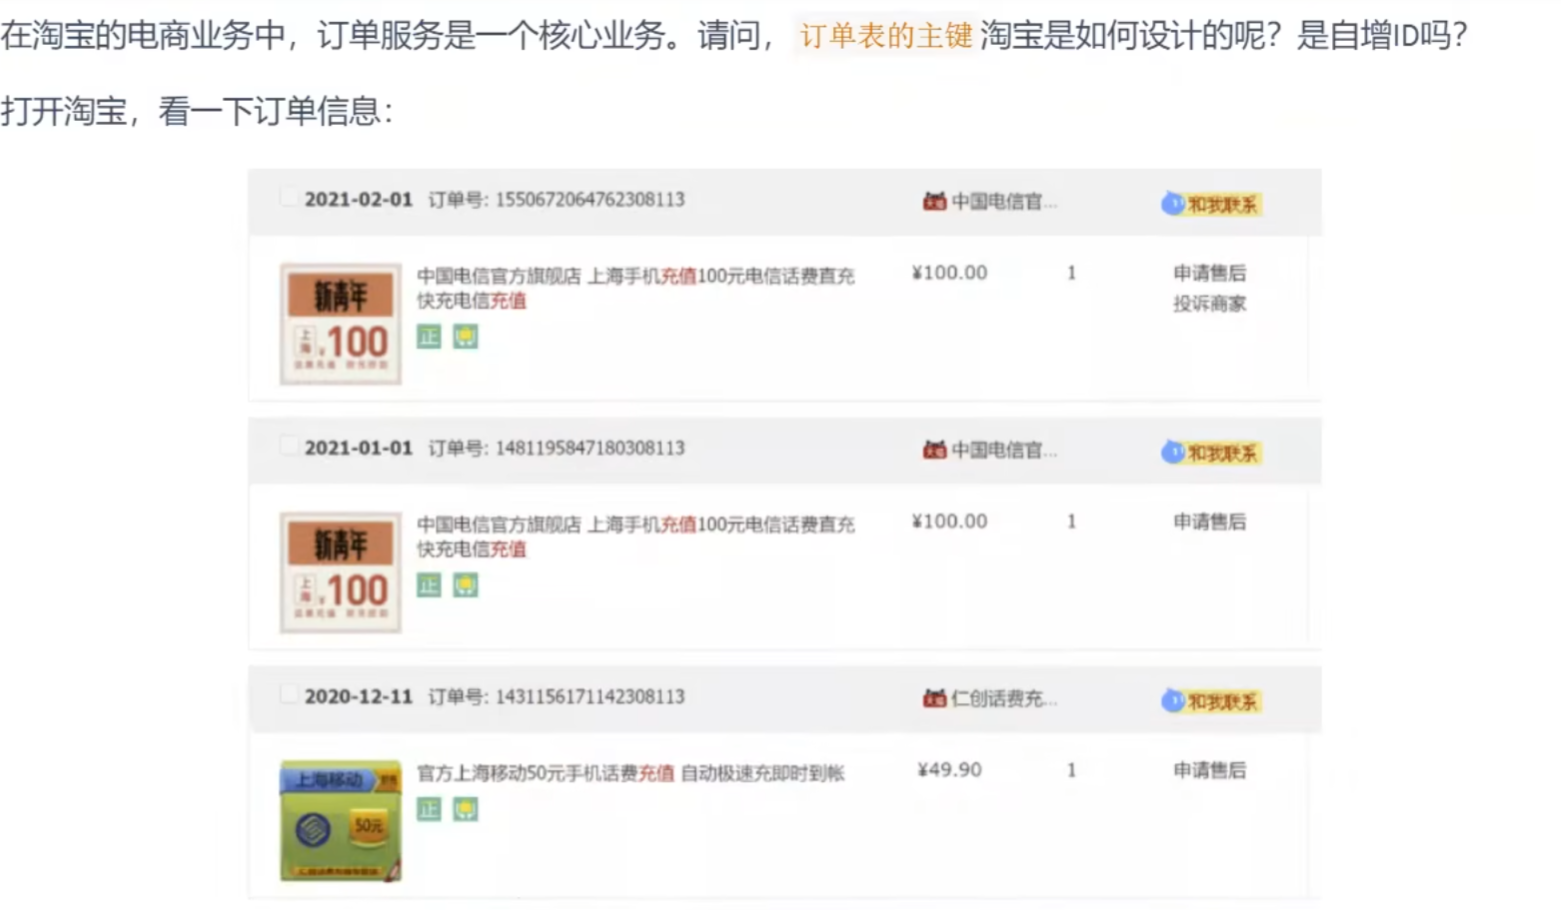 在淘宝的电商业务中，订单服务是一个核心业务。请问， 订单表的主键 淘宝是如何设计的呢？是自增ID吗？
打开淘宝，看一下订单信息：
2021-02-01 订单号: 1550672064762308113 天猫 中国电信官... 和我联系
中国电信官方旗舰店 上海手机充值100元电信话费直充 ¥100.00 1 申请售后
快充电信充值 投诉商家
新青年
上海 ¥100
正
2021-01-01 订单号: 1481195847180308113 天猫 中国电信官... 和我联系
中国电信官方旗舰店 上海手机充值100元电信话费直充 ¥100.00 1 申请售后
快充电信充值
新青年
上海 ¥100
正
2020-12-11 订单号: 1431156171142308113 天猫 仁创话费充... 和我联系
官方上海移动50元手机话费充值 自动极速充即时到帐 ¥49.90 1 申请售后
上海移动
50元
正